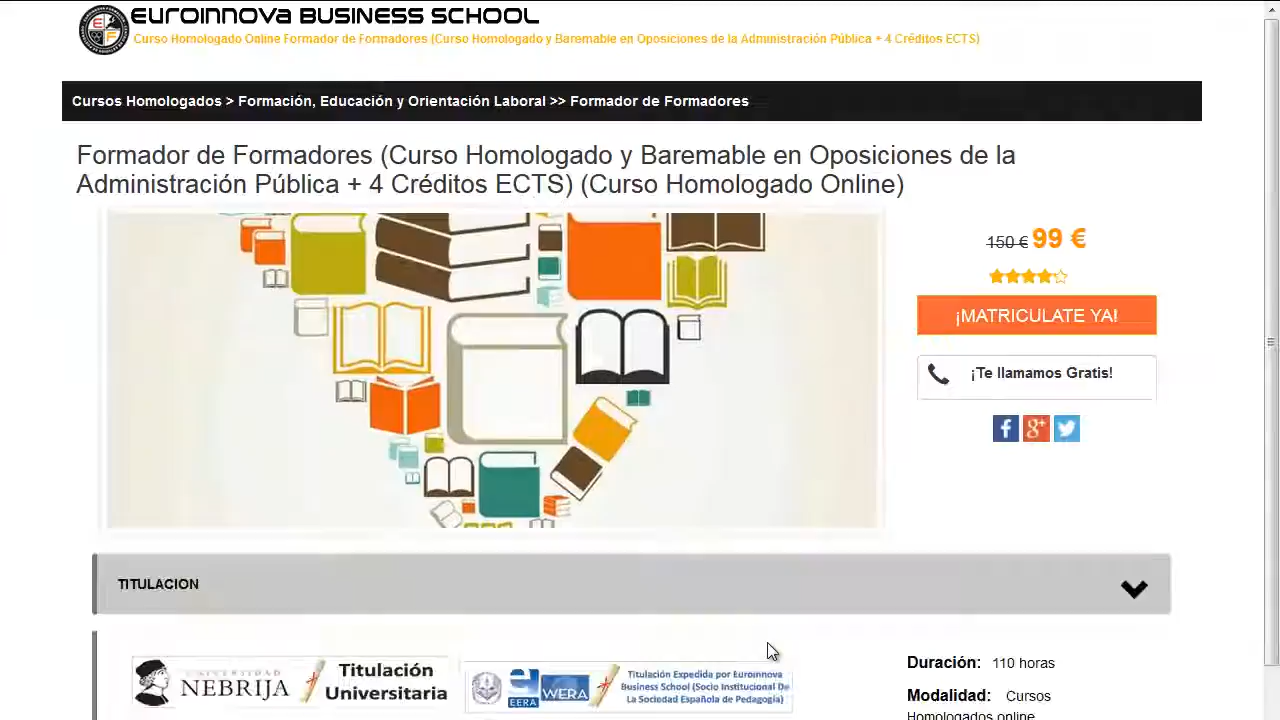 EUROINNOVA BUSINESS SCHOOL
Curso Homologado Online Formador de Formadores (Curso Homologado y Baremable en Oposiciones de la Administración Pública + 4 Créditos ECTS)
Cursos Homologados > Formación, Educación y Orientación Laboral >> Formador de Formadores
Formador de Formadores (Curso Homologado y Baremable en Oposiciones de la
Administración Pública + 4 Créditos ECTS) (Curso Homologado Online)
150 € 99 €
¡MATRICULATE YA!
¡Te llamamos Gratis!
TITULACION
UNIVERSIDAD
NEBRIJA
Titulación
Universitaria
EERA
WERA
Titulación Expedida por Euroinnova
Business School (Socio Institucional De
La Sociedad Española de Pedagogía)
Duración: 110 horas
Modalidad: Cursos
Homologados online